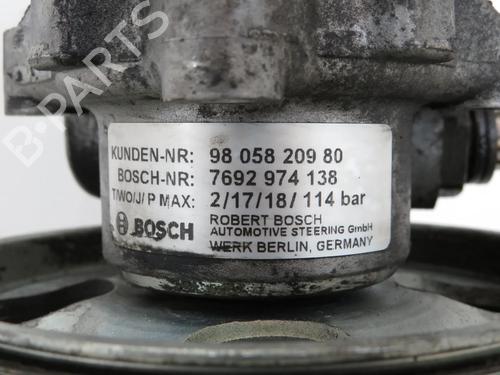 B-PARTS
KUNDEN-NR: 98 058 209 80
BOSCH-NR: 7692 974 138
T/WO/J/ P MAX: 2/17/18/ 114 bar
BOSCH
ROBERT BOSCH
AUTOMOTIVE STEERING GmbH
WERK BERLIN, GERMANY